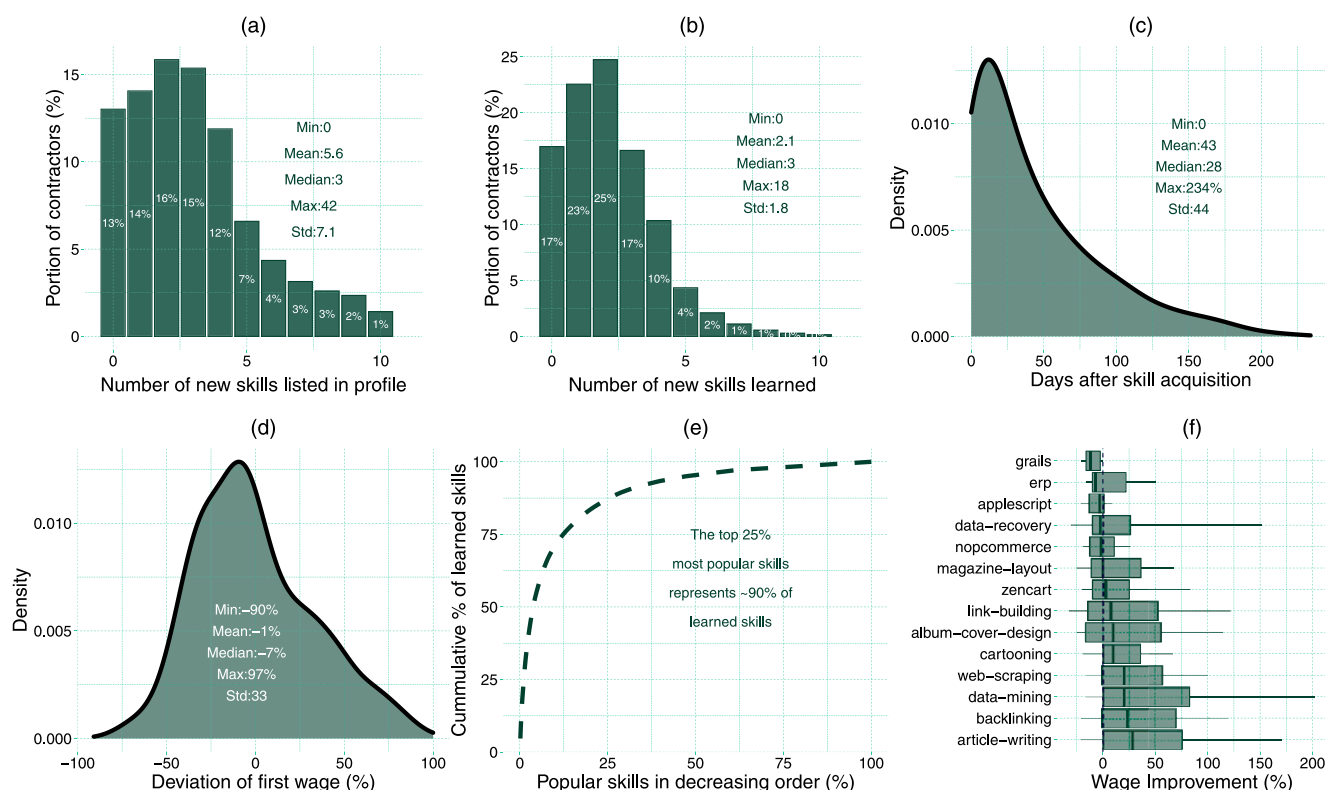 (a)
Portion of contractors (%)
15
10
5
0
13%
14%
16%
15%
12%
7%
4%
3%
3%
2%
1%
Min:0
Mean:5.6
Median:3
Max:42
Std:7.1
0
5
10
Number of new skills listed in profile
(b)
Portion of contractors (%)
25
20
15
10
5
0
17%
23%
25%
17%
10%
4%
2%
1%
1%
Min:0
Mean:2.1
Median:3
Max:18
Std:1.8
0
5
10
Number of new skills learned
(c)
Density
0.010
0.005
0.000
Min:0
Mean:43
Median:28
Max:234%
Std:44
0
50
100
150
200
Days after skill acquisition
(d)
Density
0.010
0.005
0.000
Min:−90%
Mean:−1%
Median:−7%
Max:97%
Std:33
−100
−50
0
50
100
Deviation of first wage (%)
(e)
Cummulative % of learned skills
100
75
50
25
0
The top 25%
most popular skills
represents ~90% of
learned skills
0
25
50
75
100
Popular skills in decreasing order (%)
(f)
grails
erp
applescript
data−recovery
nopcommerce
magazine−layout
zencart
link−building
album−cover−design
cartooning
web−scraping
data−mining
backlinking
article−writing
0
50
100
150
200
Wage Improvement (%)